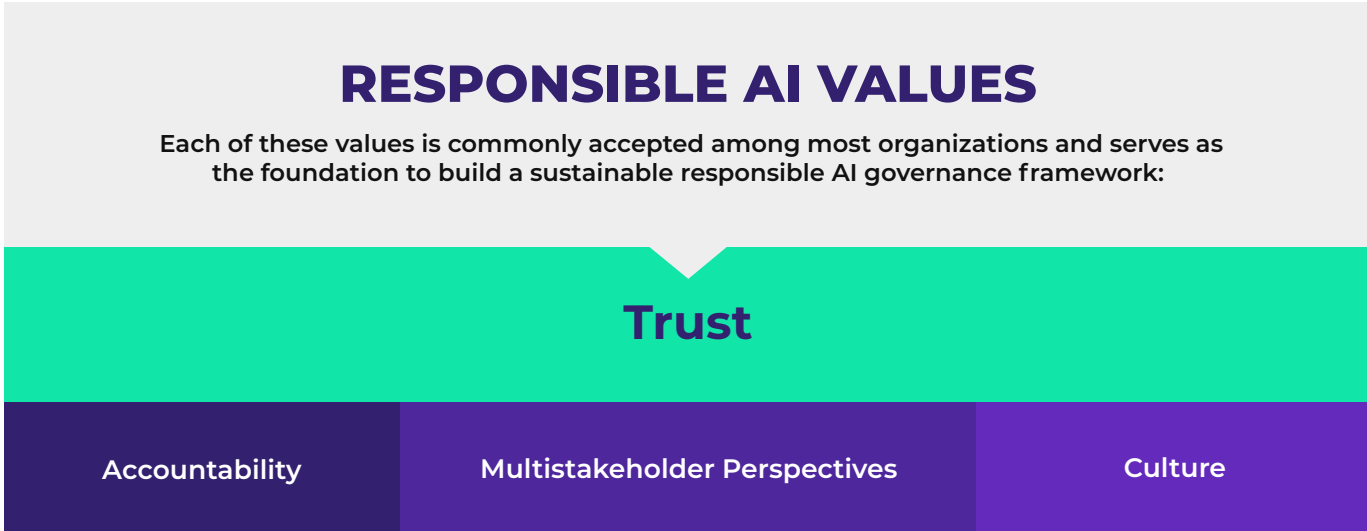 RESPONSIBLE AI VALUES
Each of these values is commonly accepted among most organizations and serves as
the foundation to build a sustainable responsible AI governance framework:
Trust
Accountability
Multistakeholder Perspectives
Culture